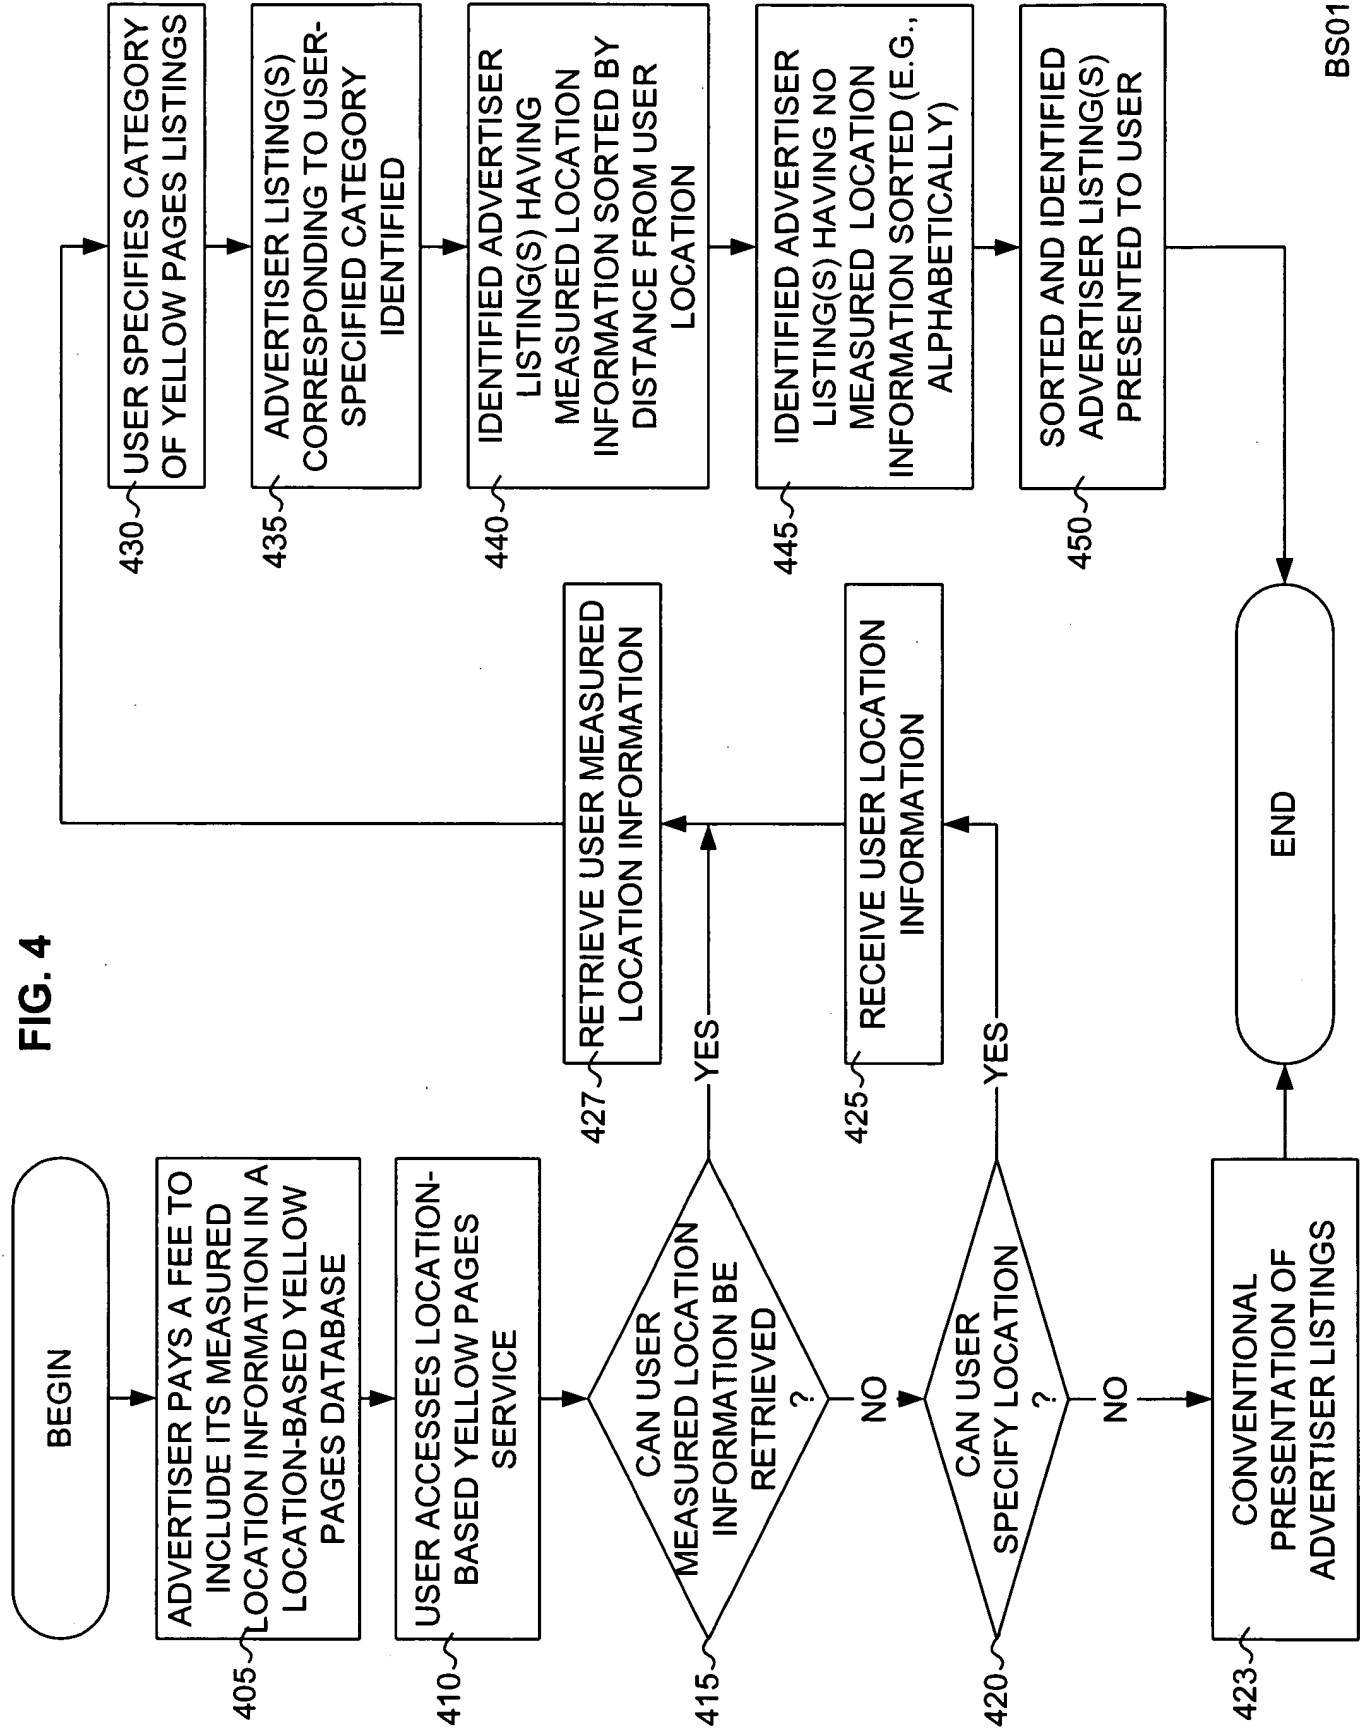 FIG. 4
BEGIN
ADVERTISER PAYS A FEE TO
INCLUDE ITS MEASURED
LOCATION INFORMATION IN A
LOCATION-BASED YELLOW
PAGES DATABASE
405
USER ACCESSES LOCATION-
BASED YELLOW PAGES
SERVICE
410
CAN USER
MEASURED LOCATION
INFORMATION BE
RETRIEVED
?
415
YES
NO
CAN USER
SPECIFY LOCATION
?
420
YES
NO
CONVENTIONAL
PRESENTATION OF
ADVERTISER LISTINGS
423
RETRIEVE USER MEASURED
LOCATION INFORMATION
427
RECEIVE USER LOCATION
INFORMATION
425
END
USER SPECIFIES CATEGORY
OF YELLOW PAGES LISTINGS
430
ADVERTISER LISTING(S)
CORRESPONDING TO USER-
SPECIFIED CATEGORY
IDENTIFIED
435
IDENTIFIED ADVERTISER
LISTING(S) HAVING
MEASURED LOCATION
INFORMATION SORTED BY
DISTANCE FROM USER
LOCATION
440
IDENTIFIED ADVERTISER
LISTING(S) HAVING NO
MEASURED LOCATION
INFORMATION SORTED (E.G.,
ALPHABETICALLY)
445
SORTED AND IDENTIFIED
ADVERTISER LISTING(S)
PRESENTED TO USER
450
BS01